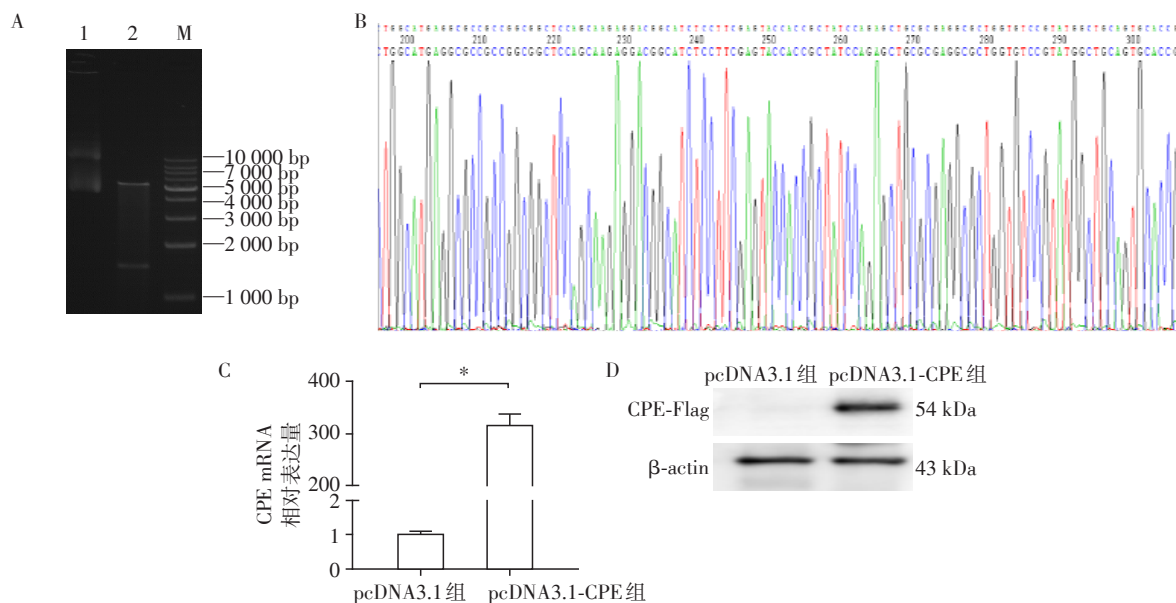 A
1 2 M
10 000 bp
7 000 bp
5 000 bp
4 000 bp
3 000 bp
2 000 bp
1 000 bp
B
TGGCATGAGGCGCCGCCGGCGGCTCCAGCAAGAGGACGGCATCTCCTTCGAGTACCACCGCTATCCAGAGCTGCGCGAGGCGCTGGTGTCCGTATGGCTGCAGTGCACC
200 210 220 230 240 250 260 270 280 290 300
TGGCATGAGGCGCCGCCGGCGGCTCCAGCAAGAGGACGGCATCTCCTTCGAGTACCACCGCTATCCAGAGCTGCGCGAGGCGCTGGTGTCCGTATGGCTGCAGTGCACC
C
CPE mRNA
相对表达量
400
300
200
2
1
0
*
pcDNA3.1组 pcDNA3.1-CPE组
D
pcDNA3.1组 pcDNA3.1-CPE组
CPE-Flag 54 kDa
β-actin 43 kDa